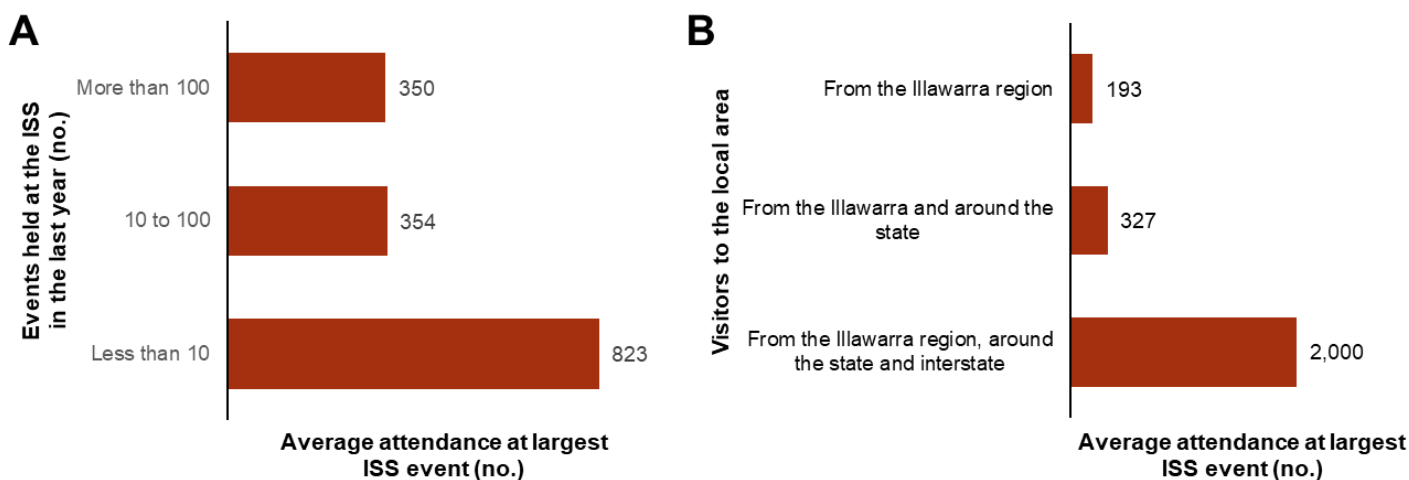 A
Events held at the ISS
in the last year (no.)
More than 100
350
10 to 100
354
Less than 10
823
Average attendance at largest
ISS event (no.)
B
Visitors to the local area
From the Illawarra region
193
From the Illawarra and around the
state
327
From the Illawarra region, around
the state and interstate
2,000
Average attendance at largest
ISS event (no.)